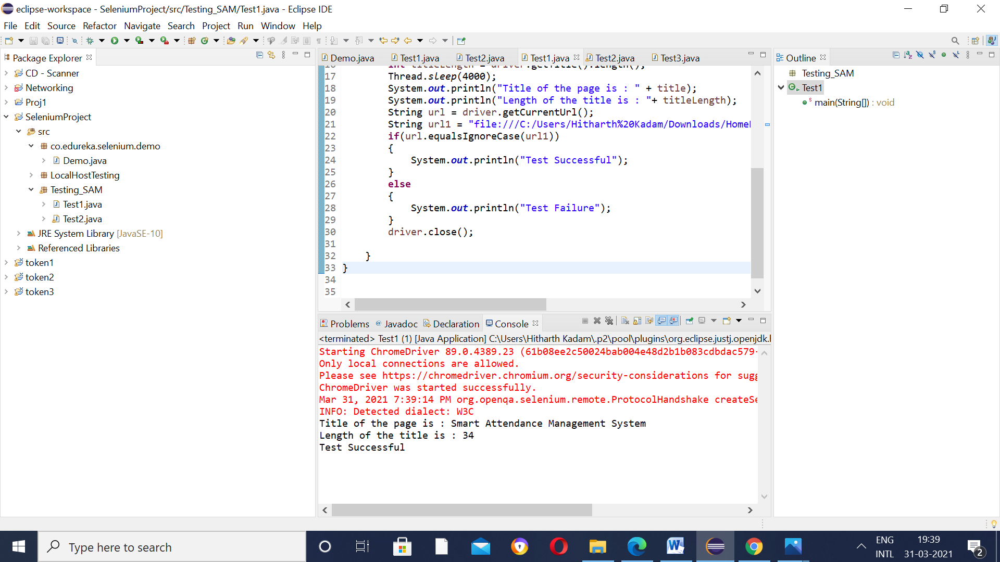 eclipse-workspace - SeleniumProject/src/Testing_SAM/Test1.java - Eclipse IDE
File Edit Source Refactor Navigate Search Project Run Window Help
Package Explorer
CD - Scanner
Networking
Proj1
SeleniumProject
src
co.edureka.selenium.demo
Demo.java
LocalHostTesting
Testing_SAM
Test1.java
Test2.java
JRE System Library [JavaSE-10]
Referenced Libraries
token1
token2
token3
Demo.java Test1.java Test2.java Test1.java Test2.java Test3.java
16 int titleLength = driver.getTitle().length();
17 Thread.sleep(4000);
18 System.out.println("Title of the page is : " + title);
19 System.out.println("Length of the title is : "+ titleLength);
20 String url = driver.getCurrentUrl();
21 String url1 = "file:///C:/Users/Hitharth%20Kadam/Downloads/Home
22 if(url.equalsIgnoreCase(url1))
23 {
24 System.out.println("Test Successful");
25 }
26 else
27 {
28 System.out.println("Test Failure");
29 }
30 driver.close();
31
32 }
33 }
34
35
Problems @ Javadoc Declaration Console
<terminated> Test1 (1) [Java Application] C:\Users\Hitharth Kadam\.p2\pool\plugins\org.eclipse.justj.openjdk.l
Starting ChromeDriver 89.0.4389.23 (61b08ee2c50024bab004e48d2b1b083cdbdac579-
Only local connections are allowed.
Please see https://chromedriver.chromium.org/security-considerations for sugg
ChromeDriver was started successfully.
Mar 31, 2021 7:39:14 PM org.openqa.selenium.remote.ProtocolHandshake createSe
INFO: Detected dialect: W3C
Title of the page is : Smart Attendance Management System
Length of the title is : 34
Test Successful
Outline
Testing_SAM
Test1
main(String[]) : void
Type here to search
ENG
INTL
19:39
31-03-2021
2